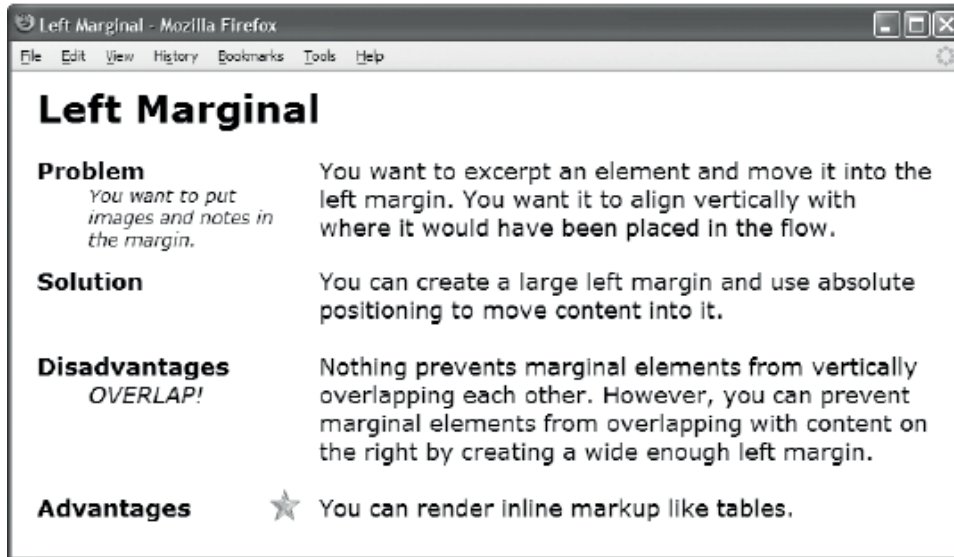 Left Marginal - Mozilla Firefox
File Edit View History Bookmarks Tools Help
Left Marginal
Problem
You want to put
images and notes in
the margin.
You want to excerpt an element and move it into the
left margin. You want it to align vertically with
where it would have been placed in the flow.
Solution
You can create a large left margin and use absolute
positioning to move content into it.
Disadvantages
OVERLAP!
Nothing prevents marginal elements from vertically
overlapping each other. However, you can prevent
marginal elements from overlapping with content on
the right by creating a wide enough left margin.
Advantages
You can render inline markup like tables.